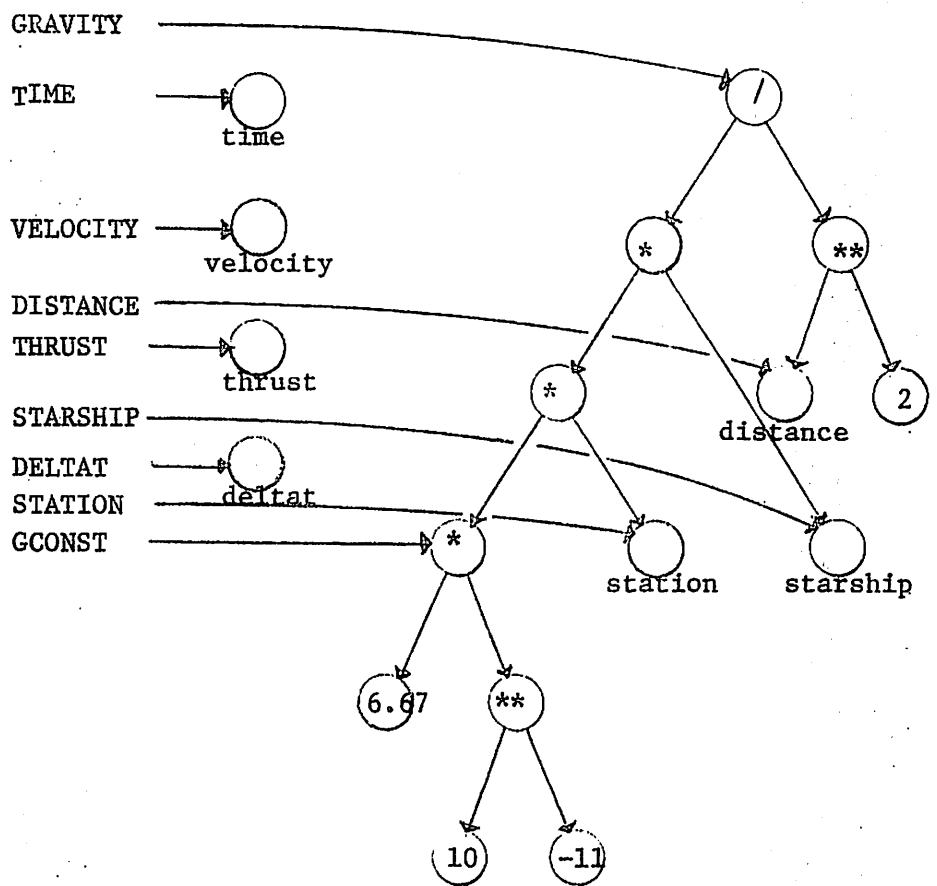 GRAVITY
/
TIME
time
VELOCITY
* **
velocity
DISTANCE
THRUST
thrust
* 2
STARSHIP
distance
DELTAT
deltat
STATION
GCONST
*
station starship
6.67 **
10 -11